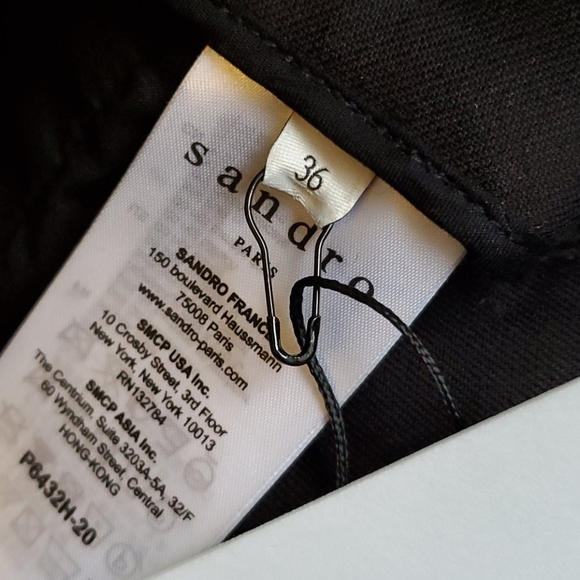 36
sandro
PARIS
SANDRO FRANCE
150 boulevard Haussmann
75008 Paris
www.sandro-paris.com
SMCP USA Inc.
10 Crosby Street, 3rd Floor
New York, New York 10013
RN132784
SMCP ASIA Inc.
The Centrium, Suite 3203A-5A, 32/F
60 Wyndham Street, Central
HONG-KONG
P6432H-20